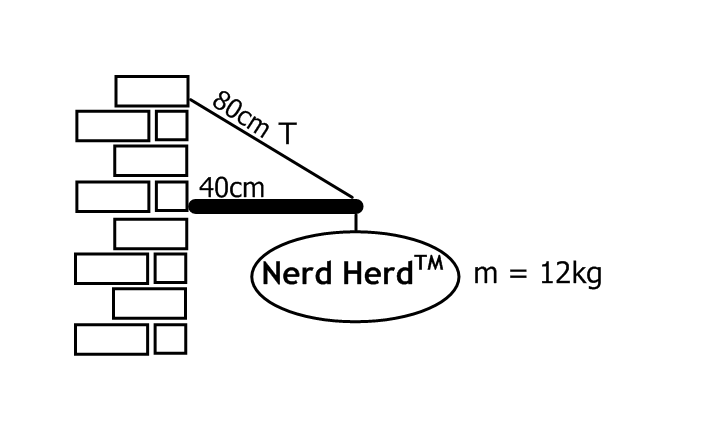 80cm T
40cm
Nerd Herd™ m = 12kg